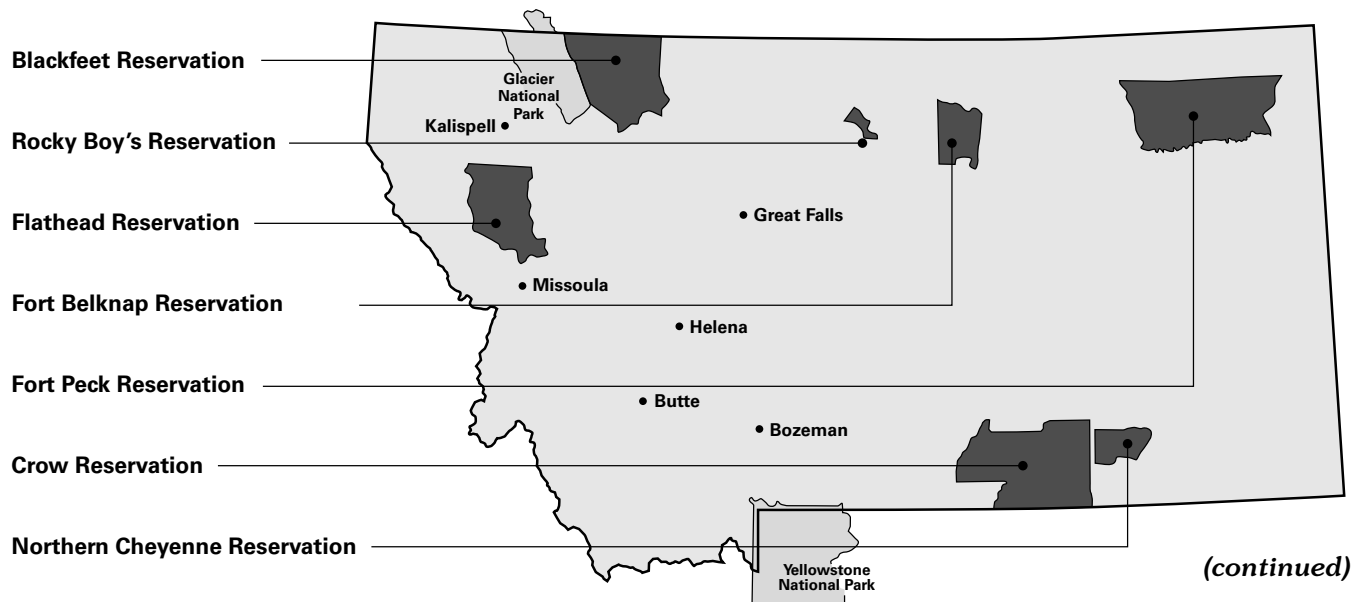 Blackfeet Reservation
Rocky Boy's Reservation
Flathead Reservation
Fort Belknap Reservation
Fort Peck Reservation
Crow Reservation
Northern Cheyenne Reservation
Glacier
National
Park
Kalispell
Great Falls
Missoula
Helena
Butte
Bozeman
Yellowstone
National Park
(continued)